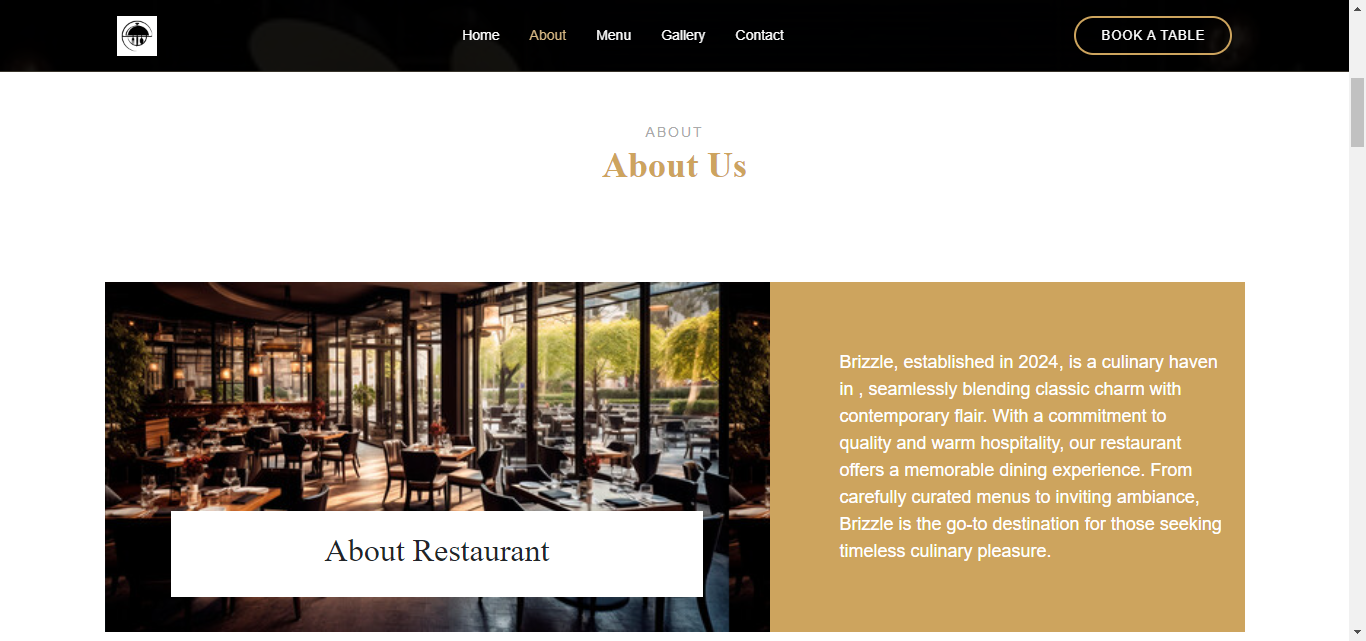 Home About Menu Gallery Contact BOOK A TABLE
ABOUT
About Us
Brizzle, established in 2024, is a culinary haven
in , seamlessly blending classic charm with
contemporary flair. With a commitment to
quality and warm hospitality, our restaurant
offers a memorable dining experience. From
carefully curated menus to inviting ambiance,
Brizzle is the go-to destination for those seeking
timeless culinary pleasure.
About Restaurant